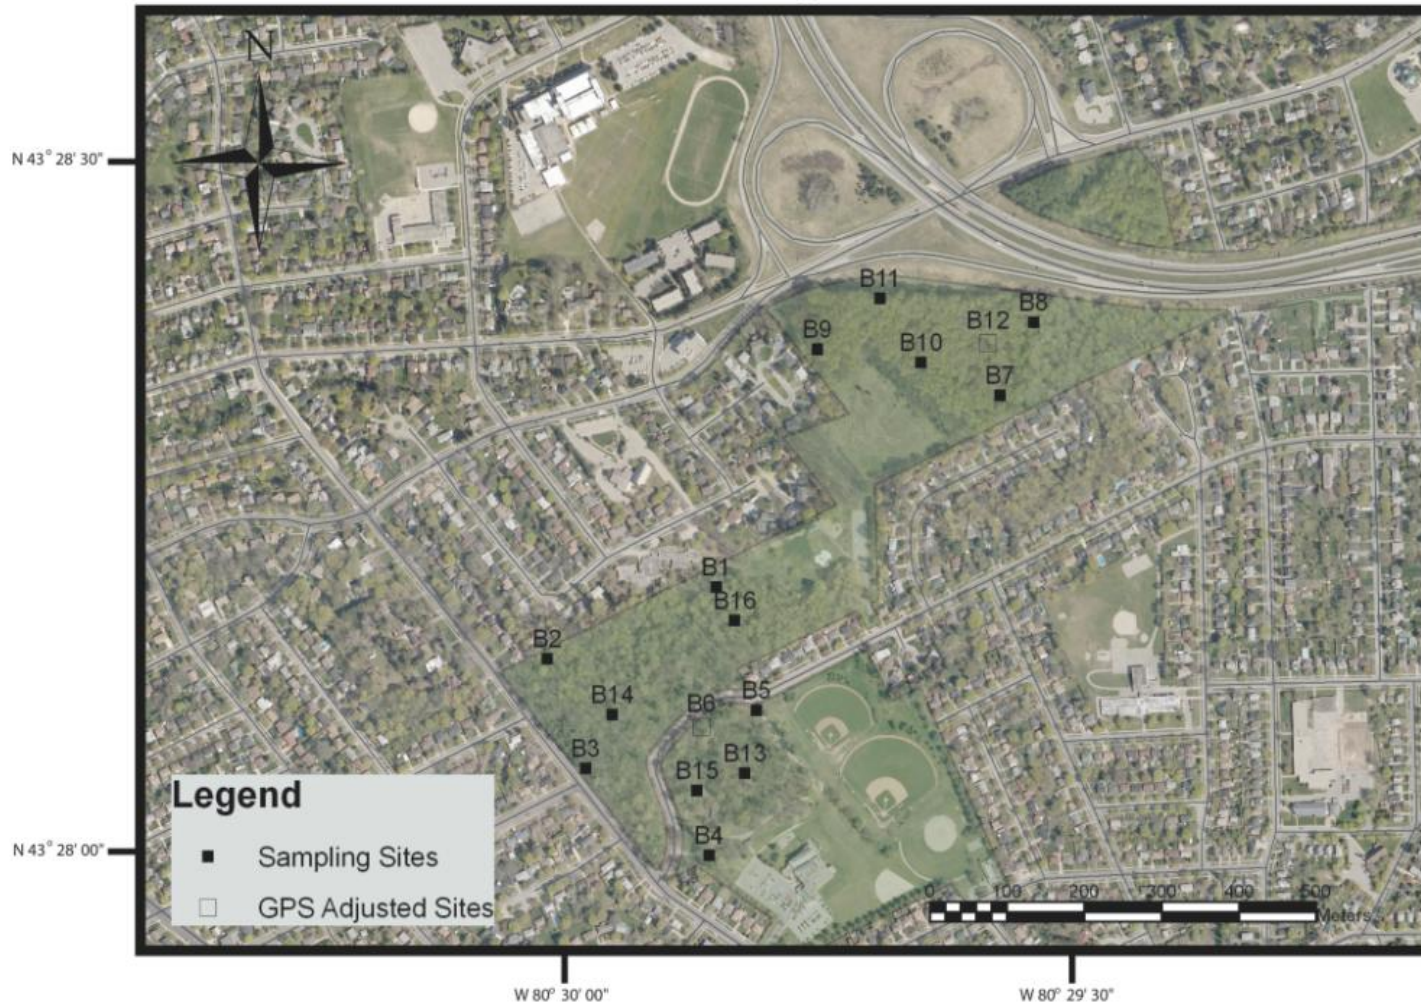 N
N 43° 28' 30"
B11
B8
B12
B9
B10
B7
B1
B16
B2
B14
B5
B6
B3
B13
B15
B4
Legend
Sampling Sites
GPS Adjusted Sites
N 43° 28' 00"
0 100 200 300 400 500
Meters
W 80° 30' 00"
W 80° 29' 30"